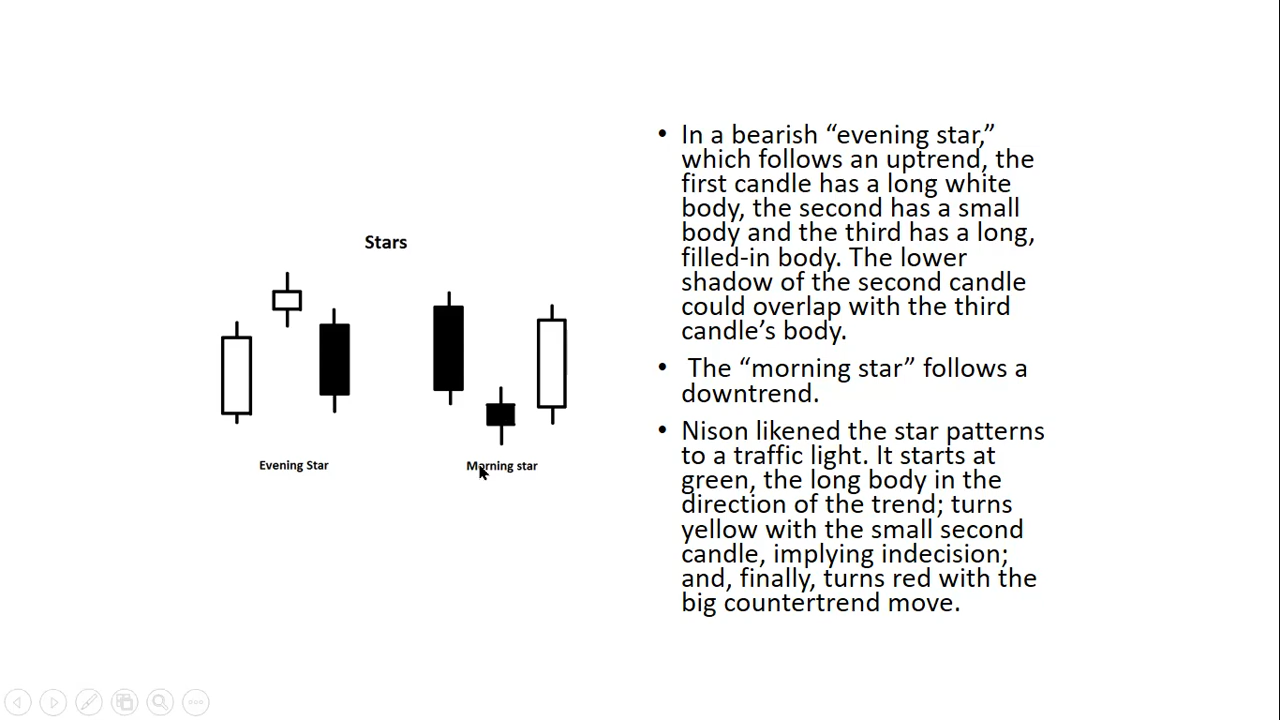 Stars
Evening Star
Morning star
• In a bearish “evening star,”
which follows an uptrend, the
first candle has a long white
body, the second has a small
body and the third has a long,
filled-in body. The lower
shadow of the second candle
could overlap with the third
candle’s body.
• The “morning star” follows a
downtrend.
• Nison likened the star patterns
to a traffic light. It starts at
green, the long body in the
direction of the trend; turns
yellow with the small second
candle, implying indecision;
and, finally, turns red with the
big countertrend move.